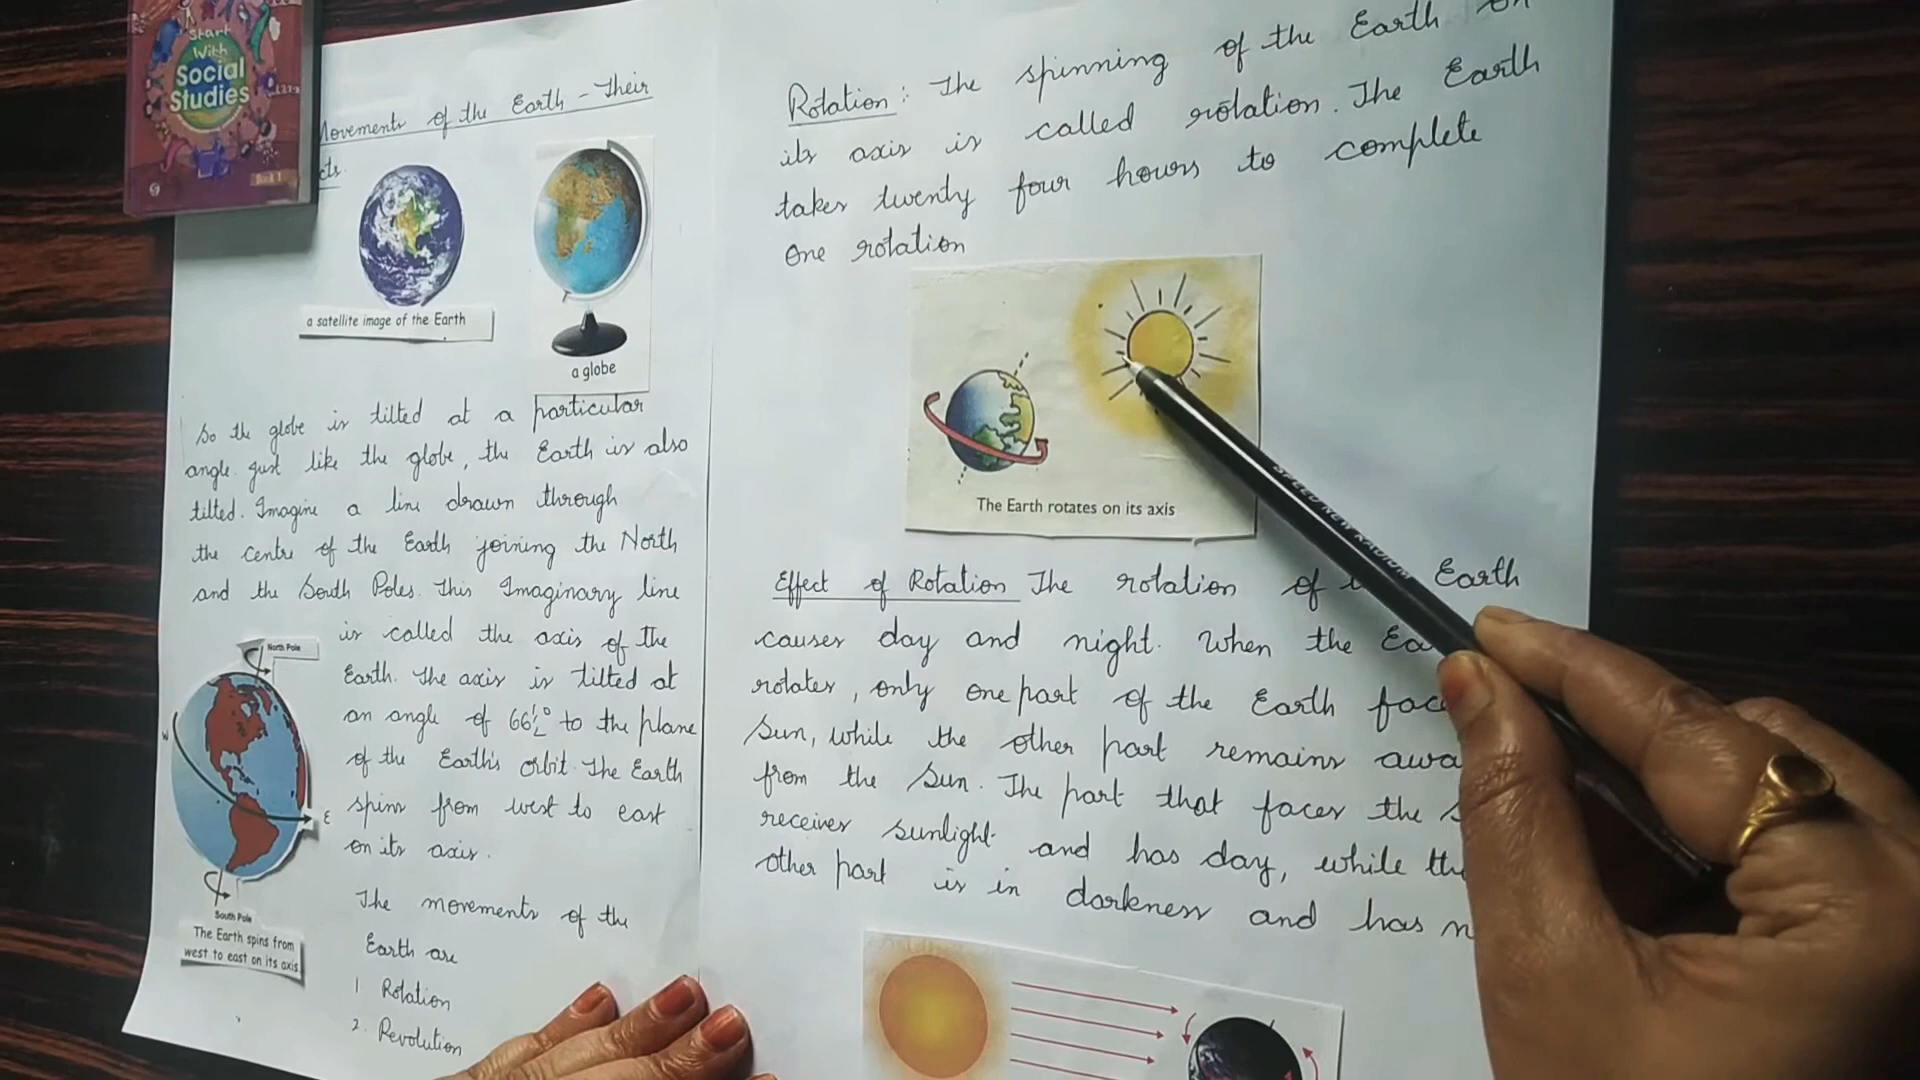 Start
With
Social
Studies
Book 1
Movements of the Earth - Their
cts.
a satellite image of the Earth
a globe
So the globe is tilted at a particular
angle. Just like the globe, the Earth is also
tilted. Imagine a line drawn through
the centre of the Earth joining the North
and the South Poles. This Imaginary line
is called the axis of the
Earth. The axis is tilted at
an angle of 66½° to the plane
of the Earth's orbit. The Earth
spins from west to east
on its axis.
North Pole
W
E
South Pole
The Earth spins from
west to east on its axis
The movements of the
Earth are
1 Rotation
2. Revolution
Rotation: The spinning of the Earth on
its axis is called rotation. The Earth
takes twenty four hours to complete
One rotation
The Earth rotates on its axis
Effect of Rotation The rotation of Earth
causes day and night. When the
rotates, only one part of the Earth
Sun, while the other part remains
from the Sun. The part that faces the
receives sunlight and has day, while
other part is in darkness and has